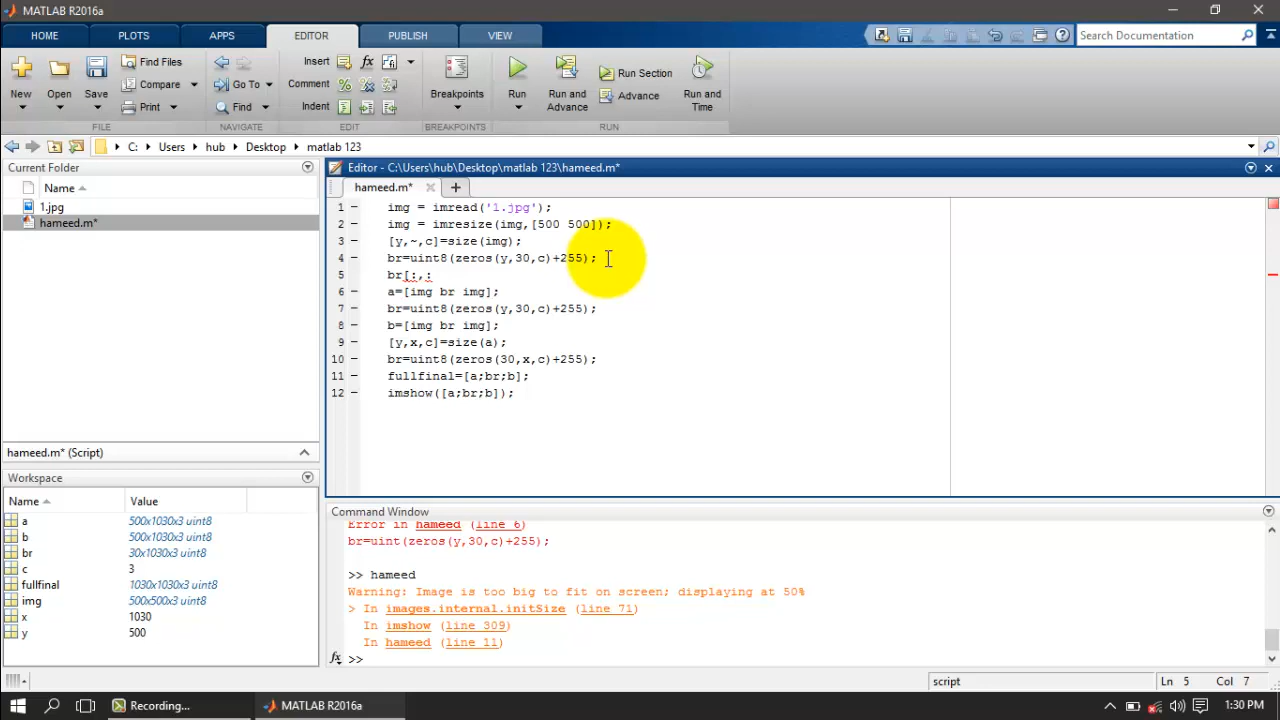 MATLAB R2016a
HOME PLOTS APPS EDITOR PUBLISH VIEW Search Documentation
New Open Save Find Files Compare Print
FILE
Go To Find
NAVIGATE
Insert fx
Comment %
Indent
EDIT
Breakpoints
BREAKPOINTS
Run Run and Advance Run Section Advance Run and Time
RUN
C: Users hub Desktop matlab 123
Current Folder
Name
1.jpg
hameed.m*
hameed.m* (Script)
Workspace
Name Value
a 500x1030x3 uint8
b 500x1030x3 uint8
br 30x1030x3 uint8
c 3
fullfinal 1030x1030x3 uint8
img 500x500x3 uint8
x 1030
y 500
Editor - C:\Users\hub\Desktop\matlab 123\hameed.m*
hameed.m*
1 – img = imread('1.jpg');
2 – img = imresize(img,[500 500]);
3 – [y,~,c]=size(img);
4 – br=uint8(zeros(y,30,c)+255);
5 br[:,:
6 – a=[img br img];
7 – br=uint8(zeros(y,30,c)+255);
8 – b=[img br img];
9 – [y,x,c]=size(a);
10 – br=uint8(zeros(30,x,c)+255);
11 – fullfinal=[a;br;b];
12 – imshow([a;br;b]);
Command Window
Error in hameed (line 6)
br=uint(zeros(y,30,c)+255);
>> hameed
Warning: Image is too big to fit on screen; displaying at 50%
> In images.internal.initSize (line 71)
In imshow (line 309)
In hameed (line 11)
fx >>
script Ln 5 Col 7
Recording... MATLAB R2016a 1:30 PM